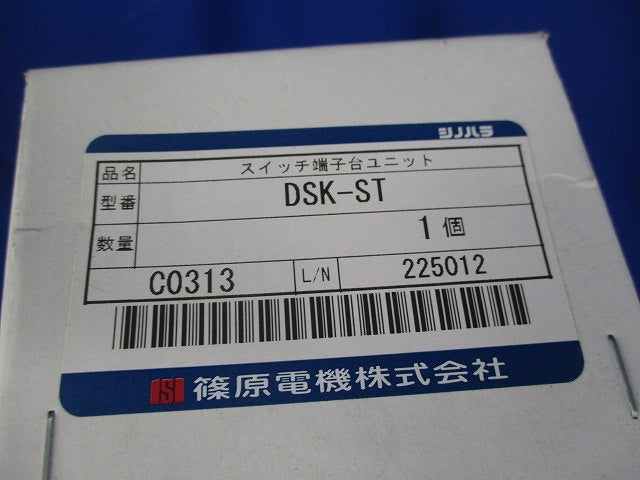 シノハラ
品名 スイッチ端子台ユニット
型番 DSK-ST
数量 1個
C0313 L/N 225012
篠原電機株式会社